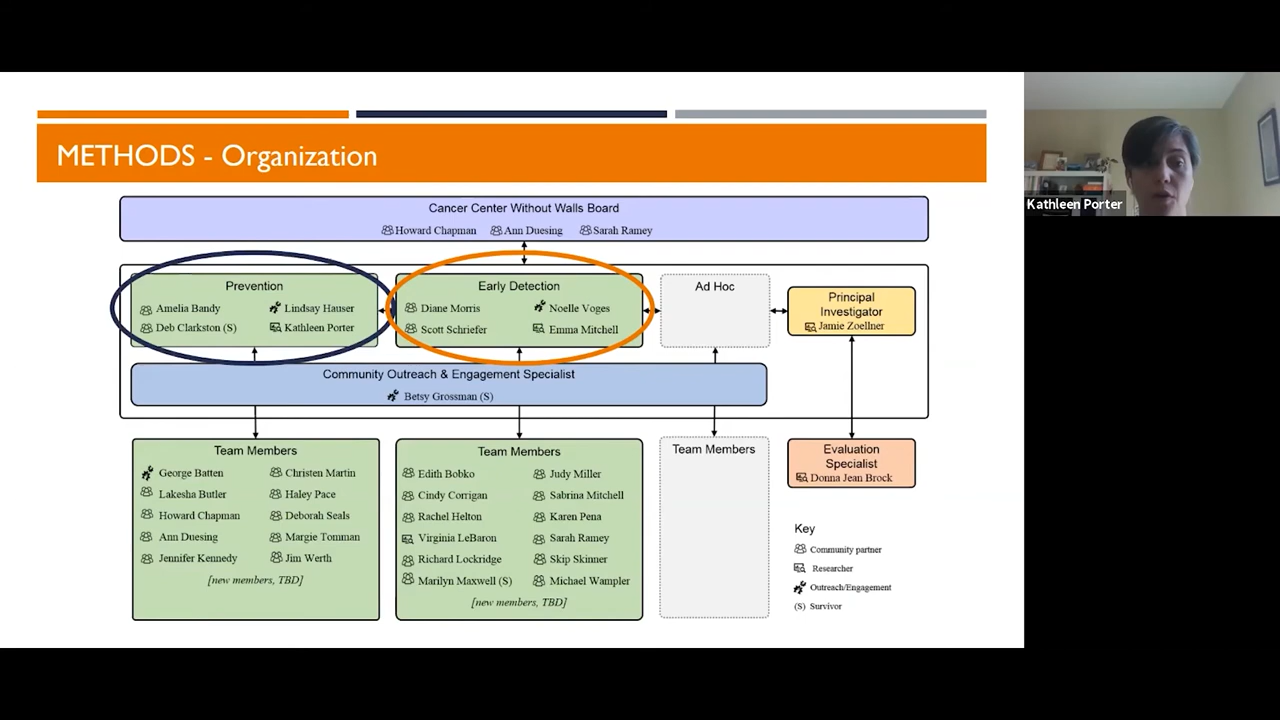 METHODS - Organization
Kathleen Porter
Cancer Center Without Walls Board
Howard Chapman Ann Duesing Sarah Ramey
Prevention
Amelia Bandy Lindsay Hauser
Deb Clarkston (S) Kathleen Porter
Early Detection
Diane Morris Noelle Voges
Scott Schriefer Emma Mitchell
Ad Hoc
Principal
Investigator
Jamie Zoellner
Community Outreach & Engagement Specialist
Betsy Grossman (S)
Team Members
George Batten Christen Martin
Lakesha Butler Haley Pace
Howard Chapman Deborah Seals
Ann Duesing Margie Tomman
Jennifer Kennedy Jim Werth
[new members, TBD]
Team Members
Edith Bobko Judy Miller
Cindy Corrigan Sabrina Mitchell
Rachel Helton Karen Pena
Virginia LeBaron Sarah Ramey
Richard Lockridge Skip Skinner
Marilyn Maxwell (S) Michael Wampler
[new members, TBD]
Team Members
Evaluation
Specialist
Donna Jean Brock
Key
Community partner
Researcher
Outreach/Engagement
(S) Survivor